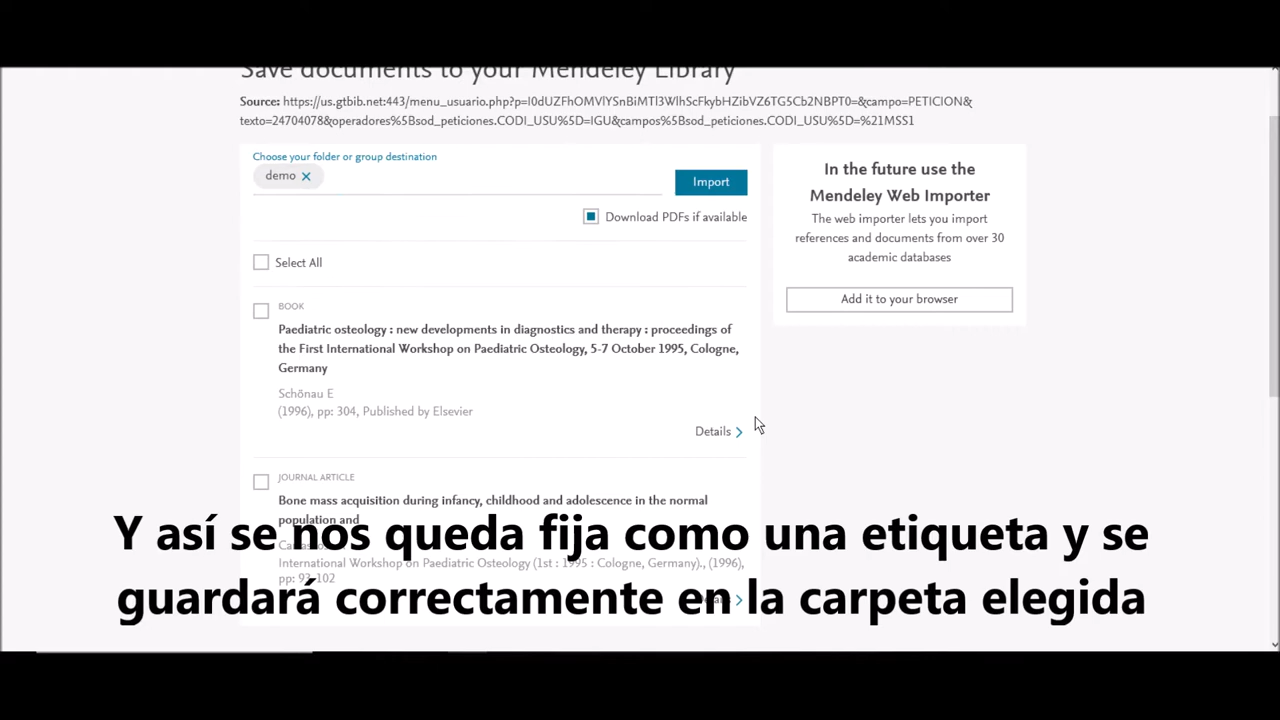 Save documents to your Mendeley Library
Source: https://us.gtbib.net:443/menu_usuario.php?p=I0dUZFhOMVlYSnBiMTl3WlhScFkybHZibVZ6TG5Cb2NBPT0=&campo=PETICION&
texto=24704078&operadores%5Bsod_peticiones.CODI_USU%5D=IGU&campos%5Bsod_peticiones.CODI_USU%5D=%21MSS1
Choose your folder or group destination
demo
Import
Download PDFs if available
Select All
BOOK
Paediatric osteology : new developments in diagnostics and therapy : proceedings of
the First International Workshop on Paediatric Osteology, 5-7 October 1995, Cologne,
Germany
Schönau E
(1996), pp: 304, Published by Elsevier
Details
JOURNAL ARTICLE
Bone mass acquisition during infancy, childhood and adolescence in the normal
population and
International Workshop on Paediatric Osteology (1st : 1995 : Cologne, Germany)., (1996),
pp: 93-102
Details
In the future use the
Mendeley Web Importer
The web importer lets you import
references and documents from over 30
academic databases
Add it to your browser
Y así se nos queda fija como una etiqueta y se
guardará correctamente en la carpeta elegida